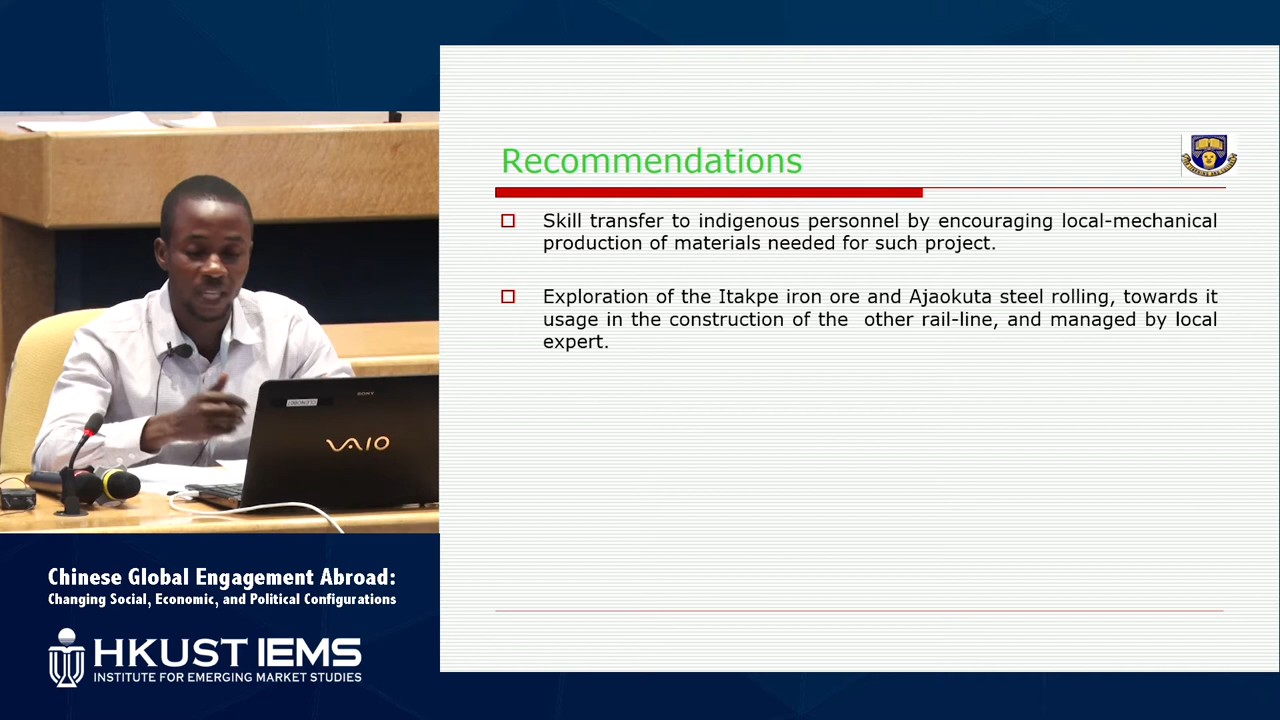 Recommendations
Skill transfer to indigenous personnel by encouraging local-mechanical
production of materials needed for such project.
Exploration of the Itakpe iron ore and Ajaokuta steel rolling, towards it
usage in the construction of the other rail-line, and managed by local
expert.
SONY
VAIO
Chinese Global Engagement Abroad:
Changing Social, Economic, and Political Configurations
HKUST IEMS
INSTITUTE FOR EMERGING MARKET STUDIES